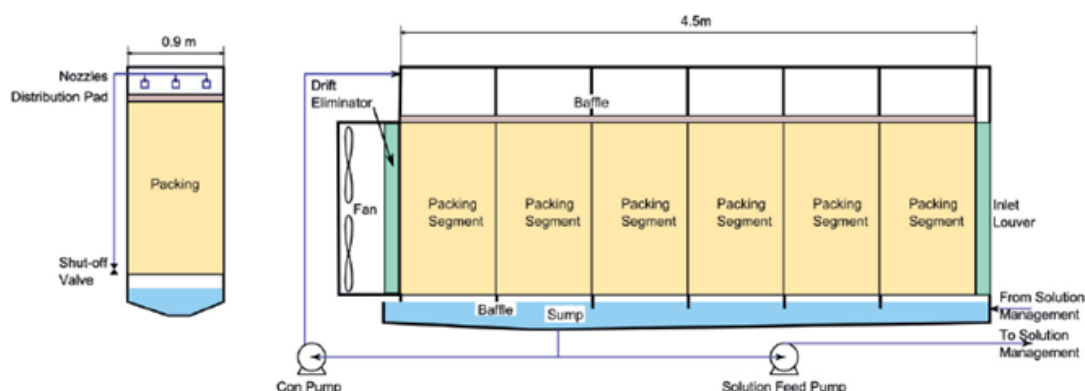 0.9 m
Nozzles
Distribution Pad
Packing
Shut-off
Valve
4.5m
Drift
Eliminator
Baffle
Fan
Packing
Segment
Packing
Segment
Packing
Segment
Packing
Segment
Packing
Segment
Packing
Segment
Inlet
Louver
Baffle
Sump
From Solution
Management
To Solution
Management
Con Pump
Solution Feed Pump